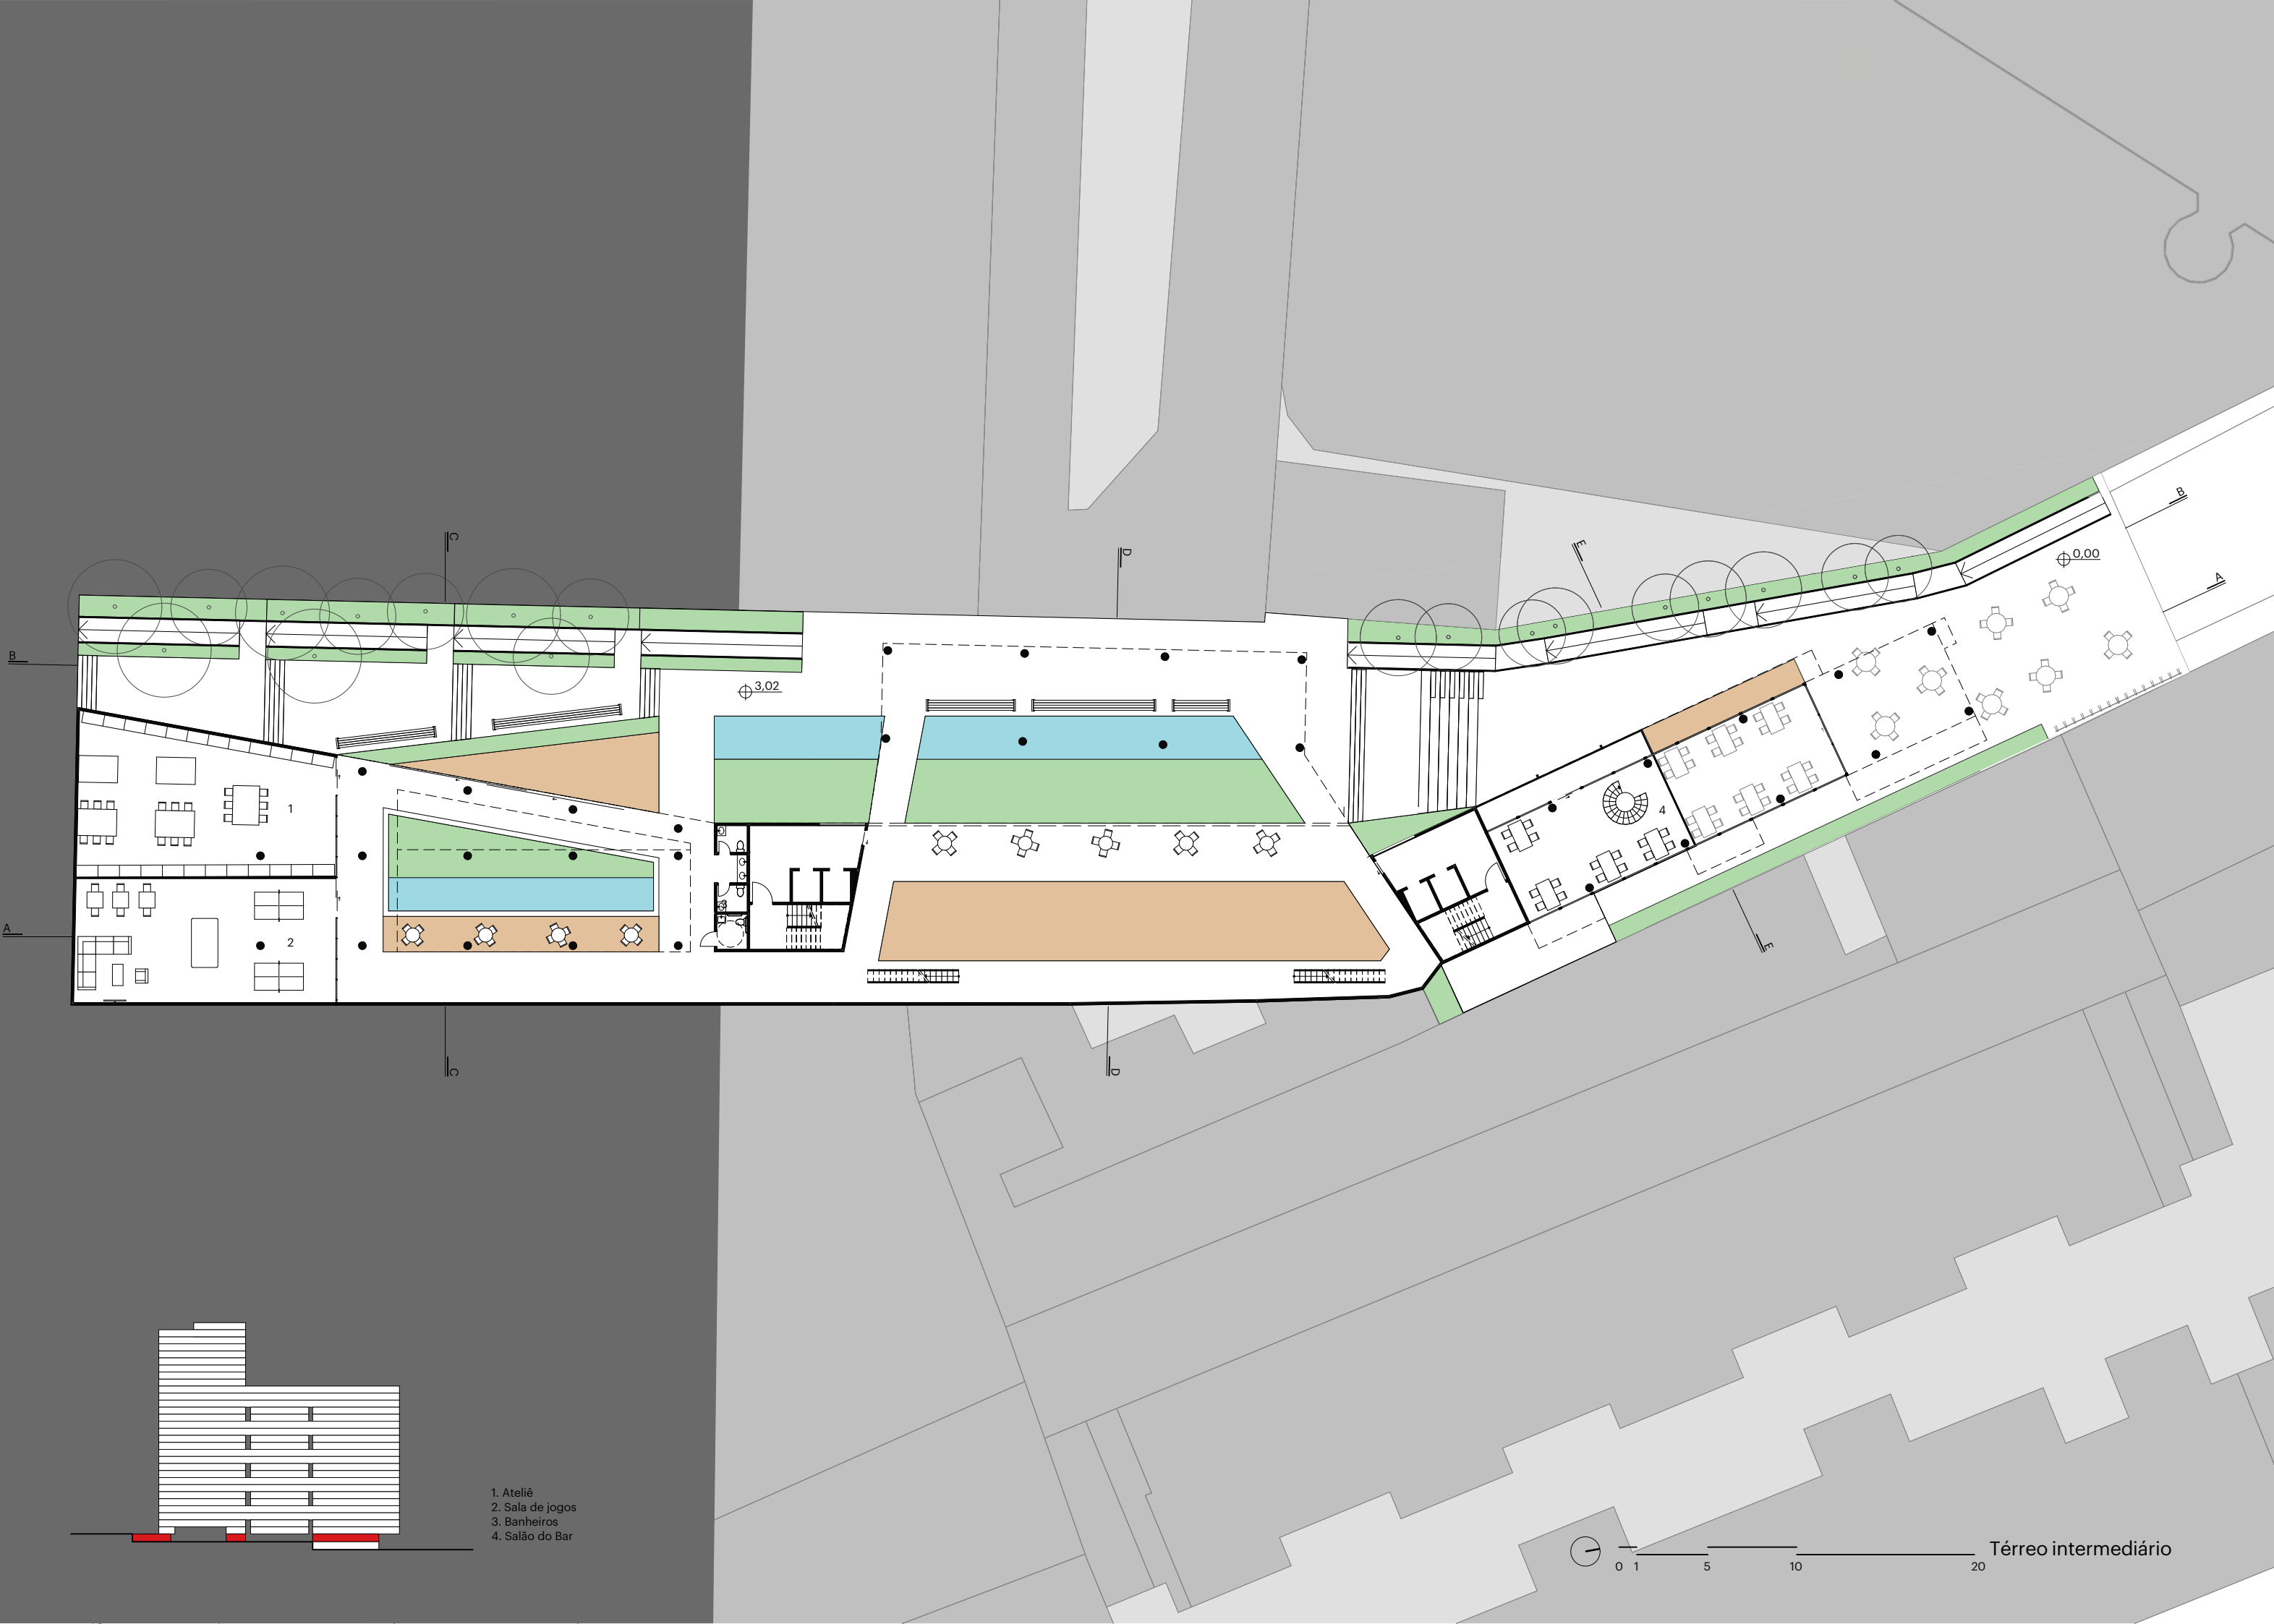 B
A
C
D
E
B
A
0,00
3,02
1
2
3
4
A
B
E
C
D
1. Ateliê
2. Sala de jogos
3. Banheiros
4. Salão do Bar
Térreo intermediário
0 1 5 10 20